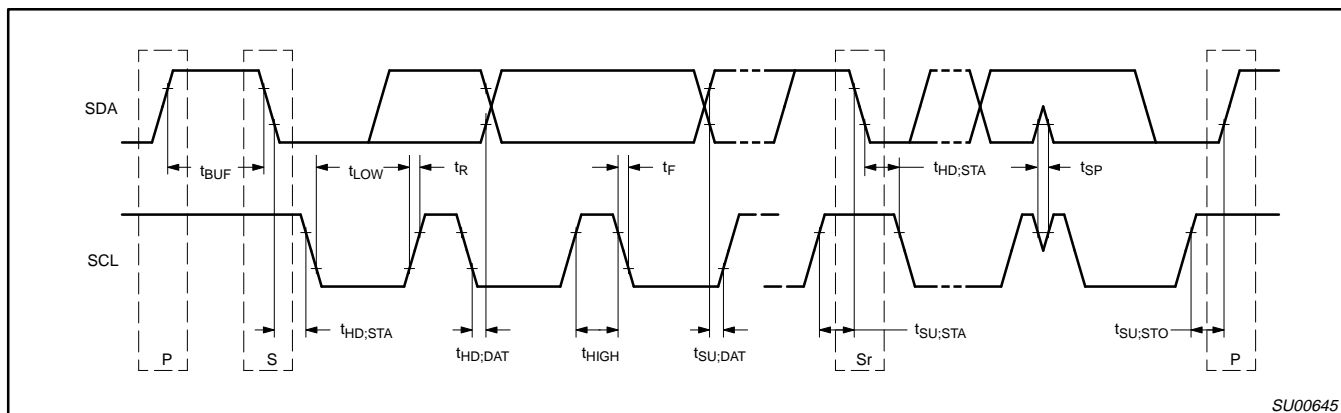 SDA
tBUF
tLOW
tR
tF
tHD;STA
tSP
SCL
tHD;STA
tHD;DAT
tHIGH
tSU;DAT
tSU;STA
tSU;STO
P
S
Sr
P
SU00645